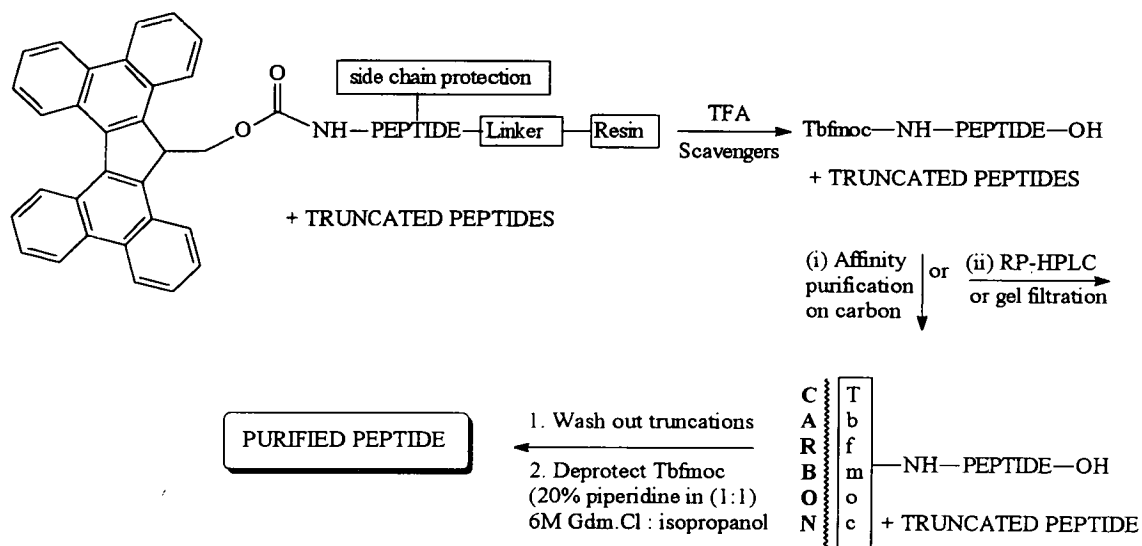 O
O
side chain protection
NH—PEPTIDE—Linker—Resin
+ TRUNCATED PEPTIDES
TFA
Scavengers
Tbfmoc—NH—PEPTIDE—OH
+ TRUNCATED PEPTIDES
(i) Affinity
purification
on carbon
or
(ii) RP-HPLC
or gel filtration
PURIFIED PEPTIDE
1. Wash out truncations
2. Deprotect Tbfmoc
(20% piperidine in (1:1)
6M Gdm.Cl : isopropanol
CARBON
Tbfmoc
—NH—PEPTIDE—OH
+ TRUNCATED PEPTIDE